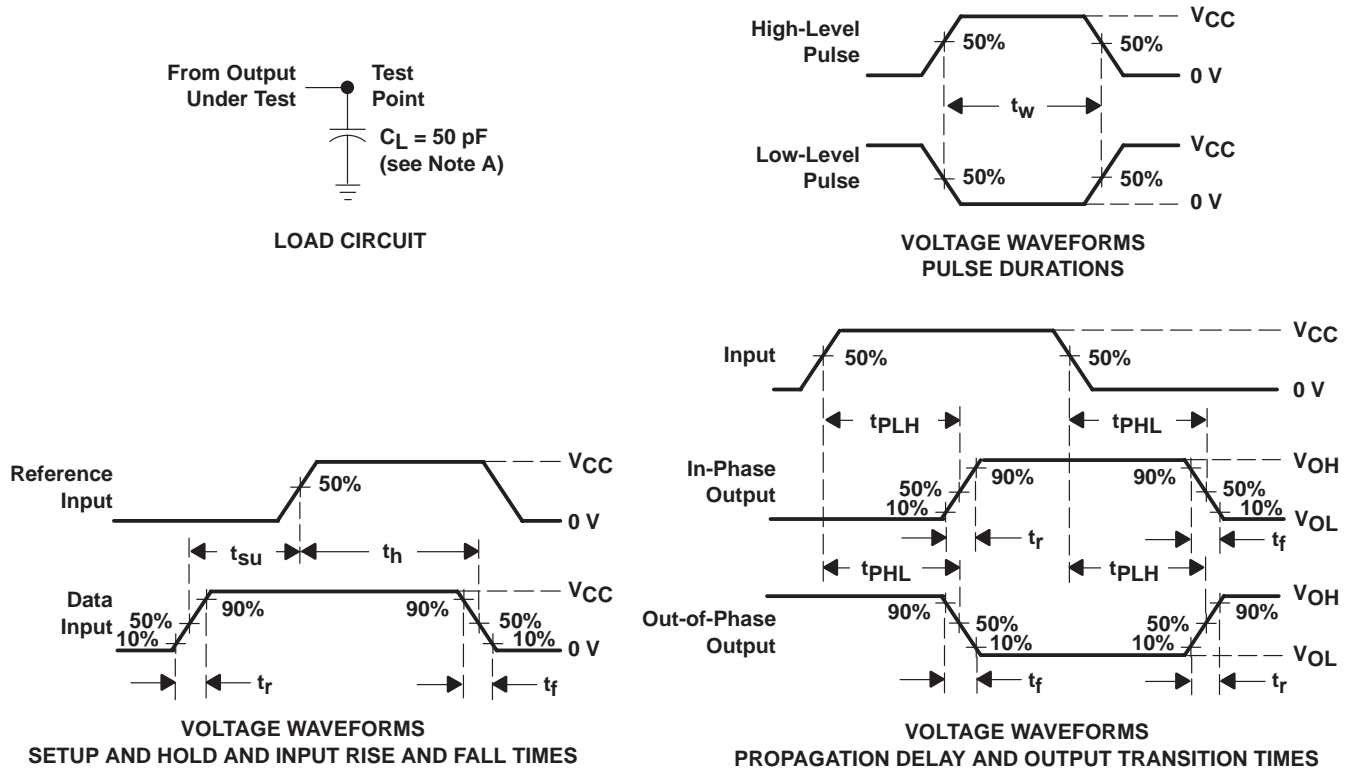 From Output
Under Test
Test
Point
CL = 50 pF
(see Note A)
LOAD CIRCUIT
High-Level
Pulse
50%
50%
VCC
0 V
tw
Low-Level
Pulse
50%
50%
VCC
0 V
VOLTAGE WAVEFORMS
PULSE DURATIONS
Reference
Input
50%
VCC
0 V
tsu
th
Data
Input
50%
10%
90%
90%
50%
10%
VCC
0 V
tr
tf
VOLTAGE WAVEFORMS
SETUP AND HOLD AND INPUT RISE AND FALL TIMES
Input
50%
50%
VCC
0 V
tPLH
tPHL
In-Phase
Output
50%
10%
90%
90%
50%
10%
VOH
VOL
tr
tf
tPHL
tPLH
Out-of-Phase
Output
90%
50%
10%
50%
10%
90%
VOH
VOL
tf
tr
VOLTAGE WAVEFORMS
PROPAGATION DELAY AND OUTPUT TRANSITION TIMES